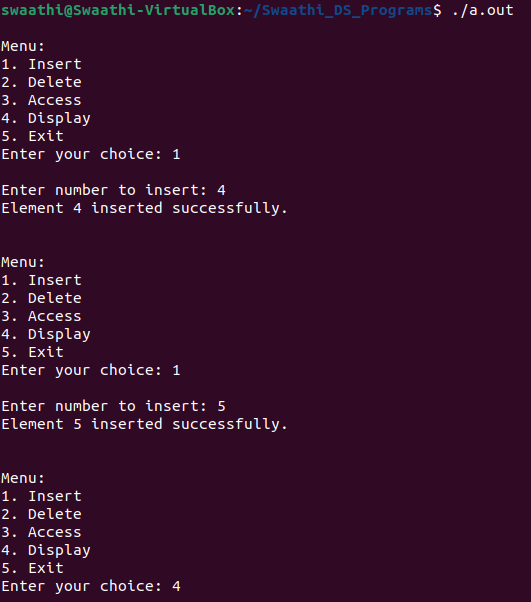 swaathi@Swaathi-VirtualBox:~/Swaathi_DS_Programs$ ./a.out
Menu:
1. Insert
2. Delete
3. Access
4. Display
5. Exit
Enter your choice: 1
Enter number to insert: 4
Element 4 inserted successfully.
Menu:
1. Insert
2. Delete
3. Access
4. Display
5. Exit
Enter your choice: 1
Enter number to insert: 5
Element 5 inserted successfully.
Menu:
1. Insert
2. Delete
3. Access
4. Display
5. Exit
Enter your choice: 4